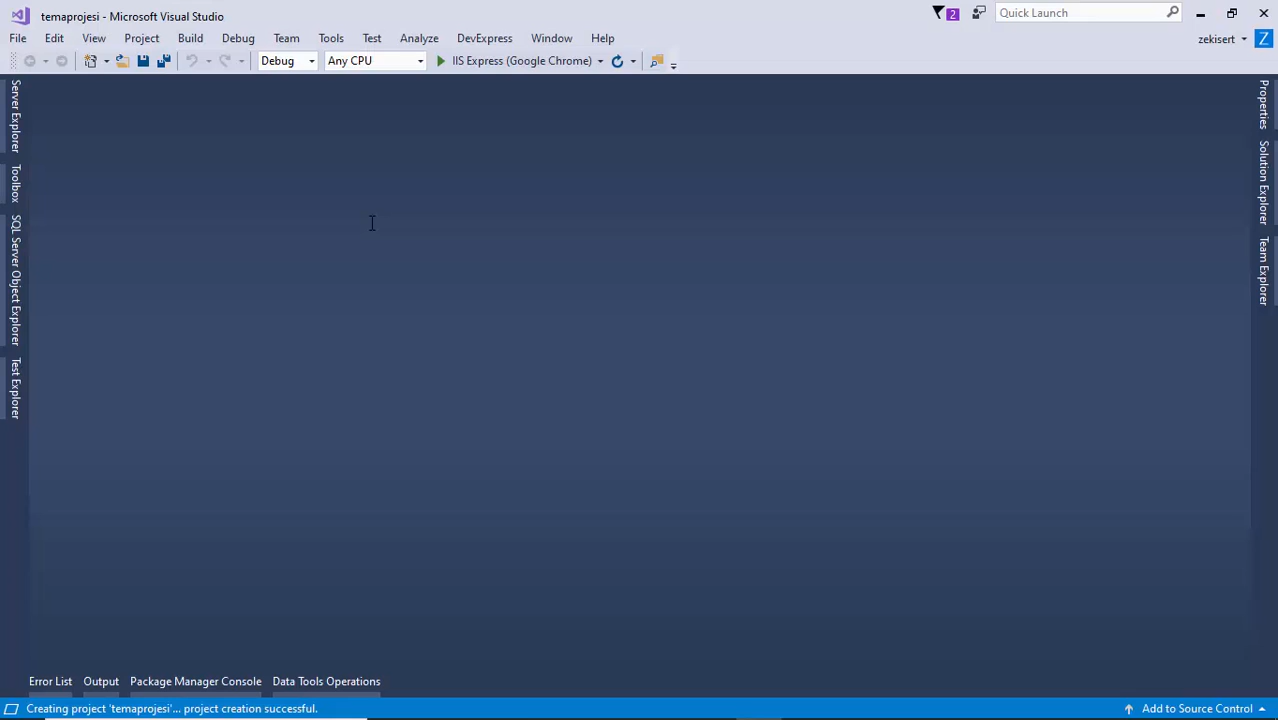 temaprojesi - Microsoft Visual Studio
2
Quick Launch
File Edit View Project Build Debug Team Tools Test Analyze DevExpress Window Help
zekisert Z
Debug Any CPU IIS Express (Google Chrome)
Server Explorer
Toolbox
SQL Server Object Explorer
Test Explorer
Properties
Solution Explorer
Team Explorer
Error List Output Package Manager Console Data Tools Operations
Creating project 'temaprojesi'... project creation successful. Add to Source Control